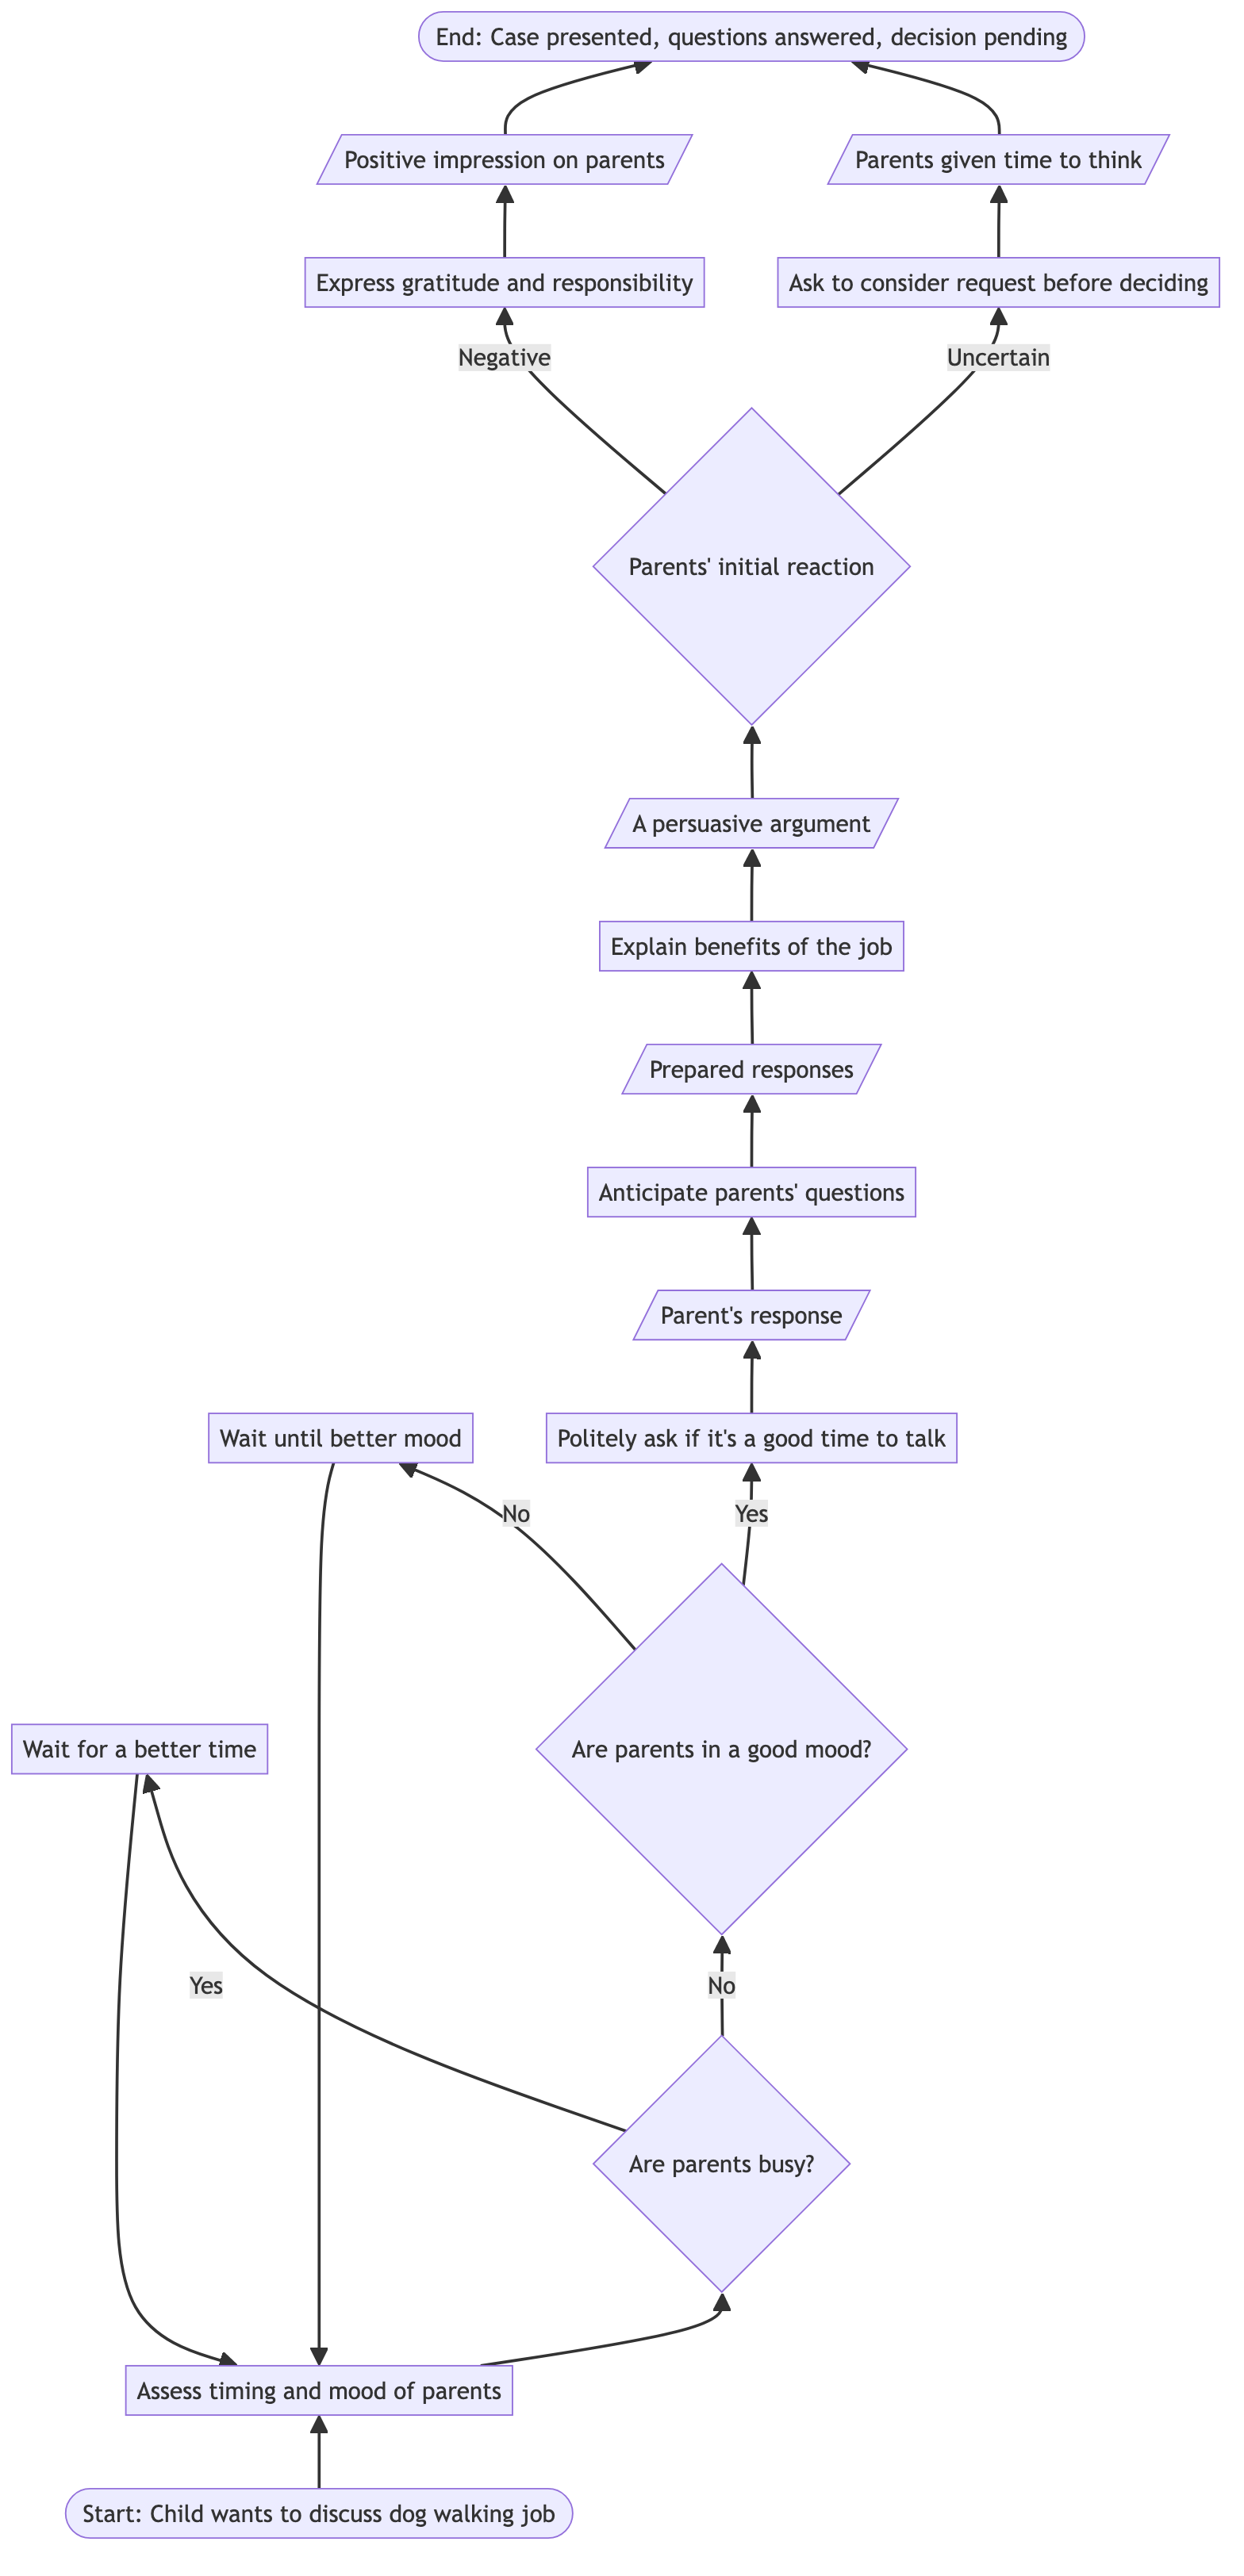 End: Case presented, questions answered, decision pending
Positive impression on parents
Parents given time to think
Express gratitude and responsibility
Ask to consider request before deciding
Negative
Uncertain
Parents' initial reaction
A persuasive argument
Explain benefits of the job
Prepared responses
Anticipate parents' questions
Parent's response
Wait until better mood
Politely ask if it's a good time to talk
No
Yes
Wait for a better time
Are parents in a good mood?
Yes
No
Are parents busy?
Assess timing and mood of parents
Start: Child wants to discuss dog walking job